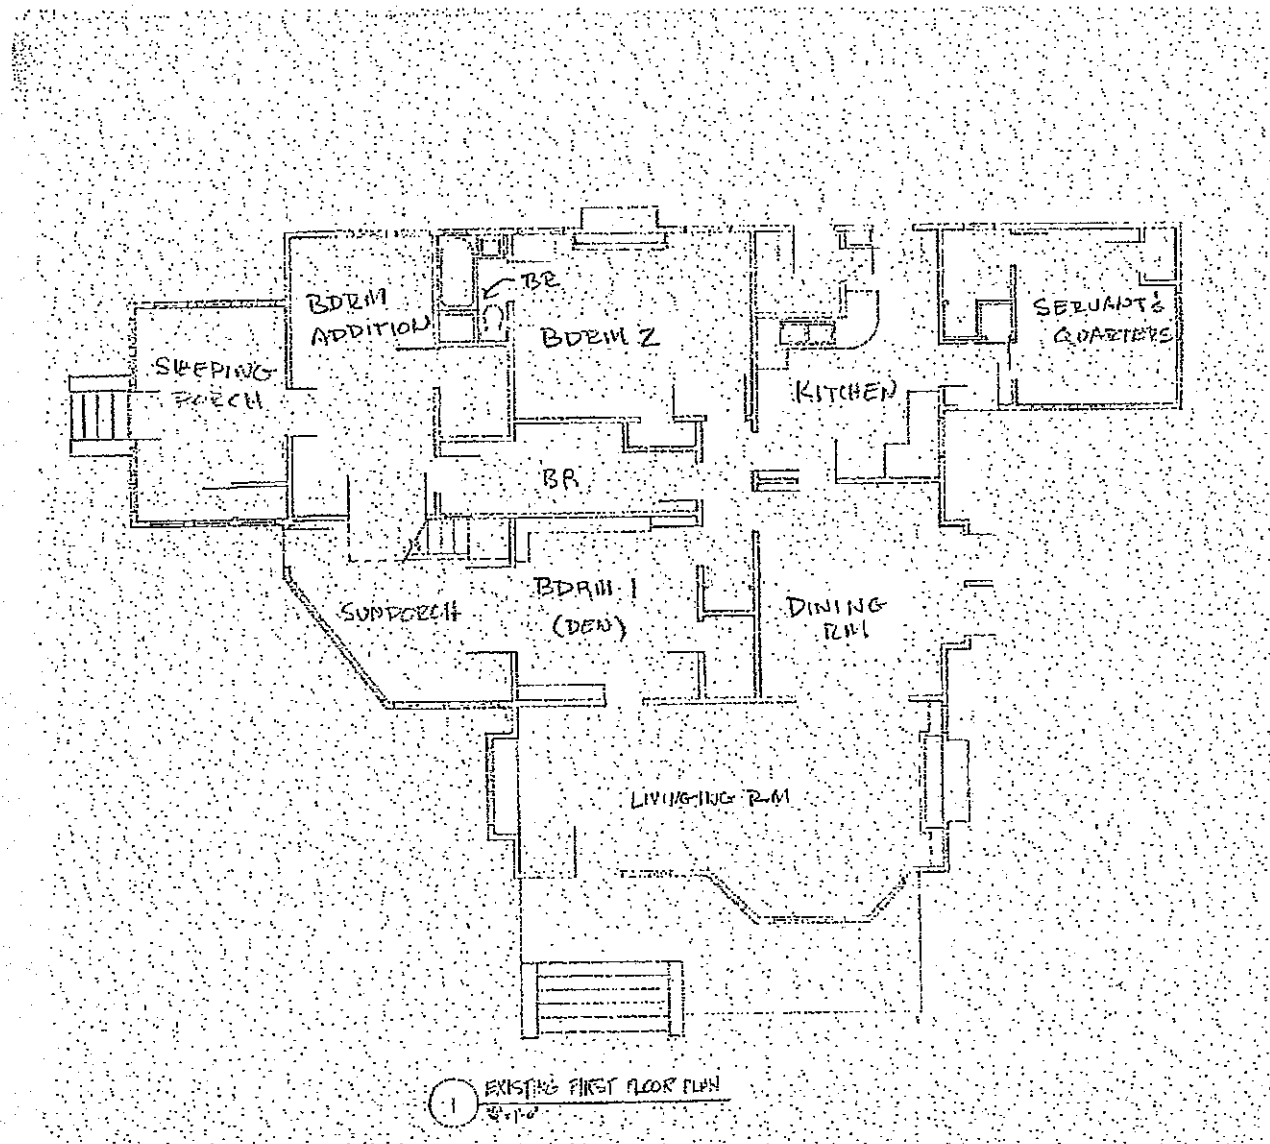 BR
BDRM
ADDITION
SERVANT'S
QUARTERS
BDRM 2
SLEEPING
PORCH
KITCHEN
BR
BDRM 1
(DEN)
SUNPORCH
DINING
RM
LIVINGING RM
1
EXISTING FIRST FLOOR PLAN